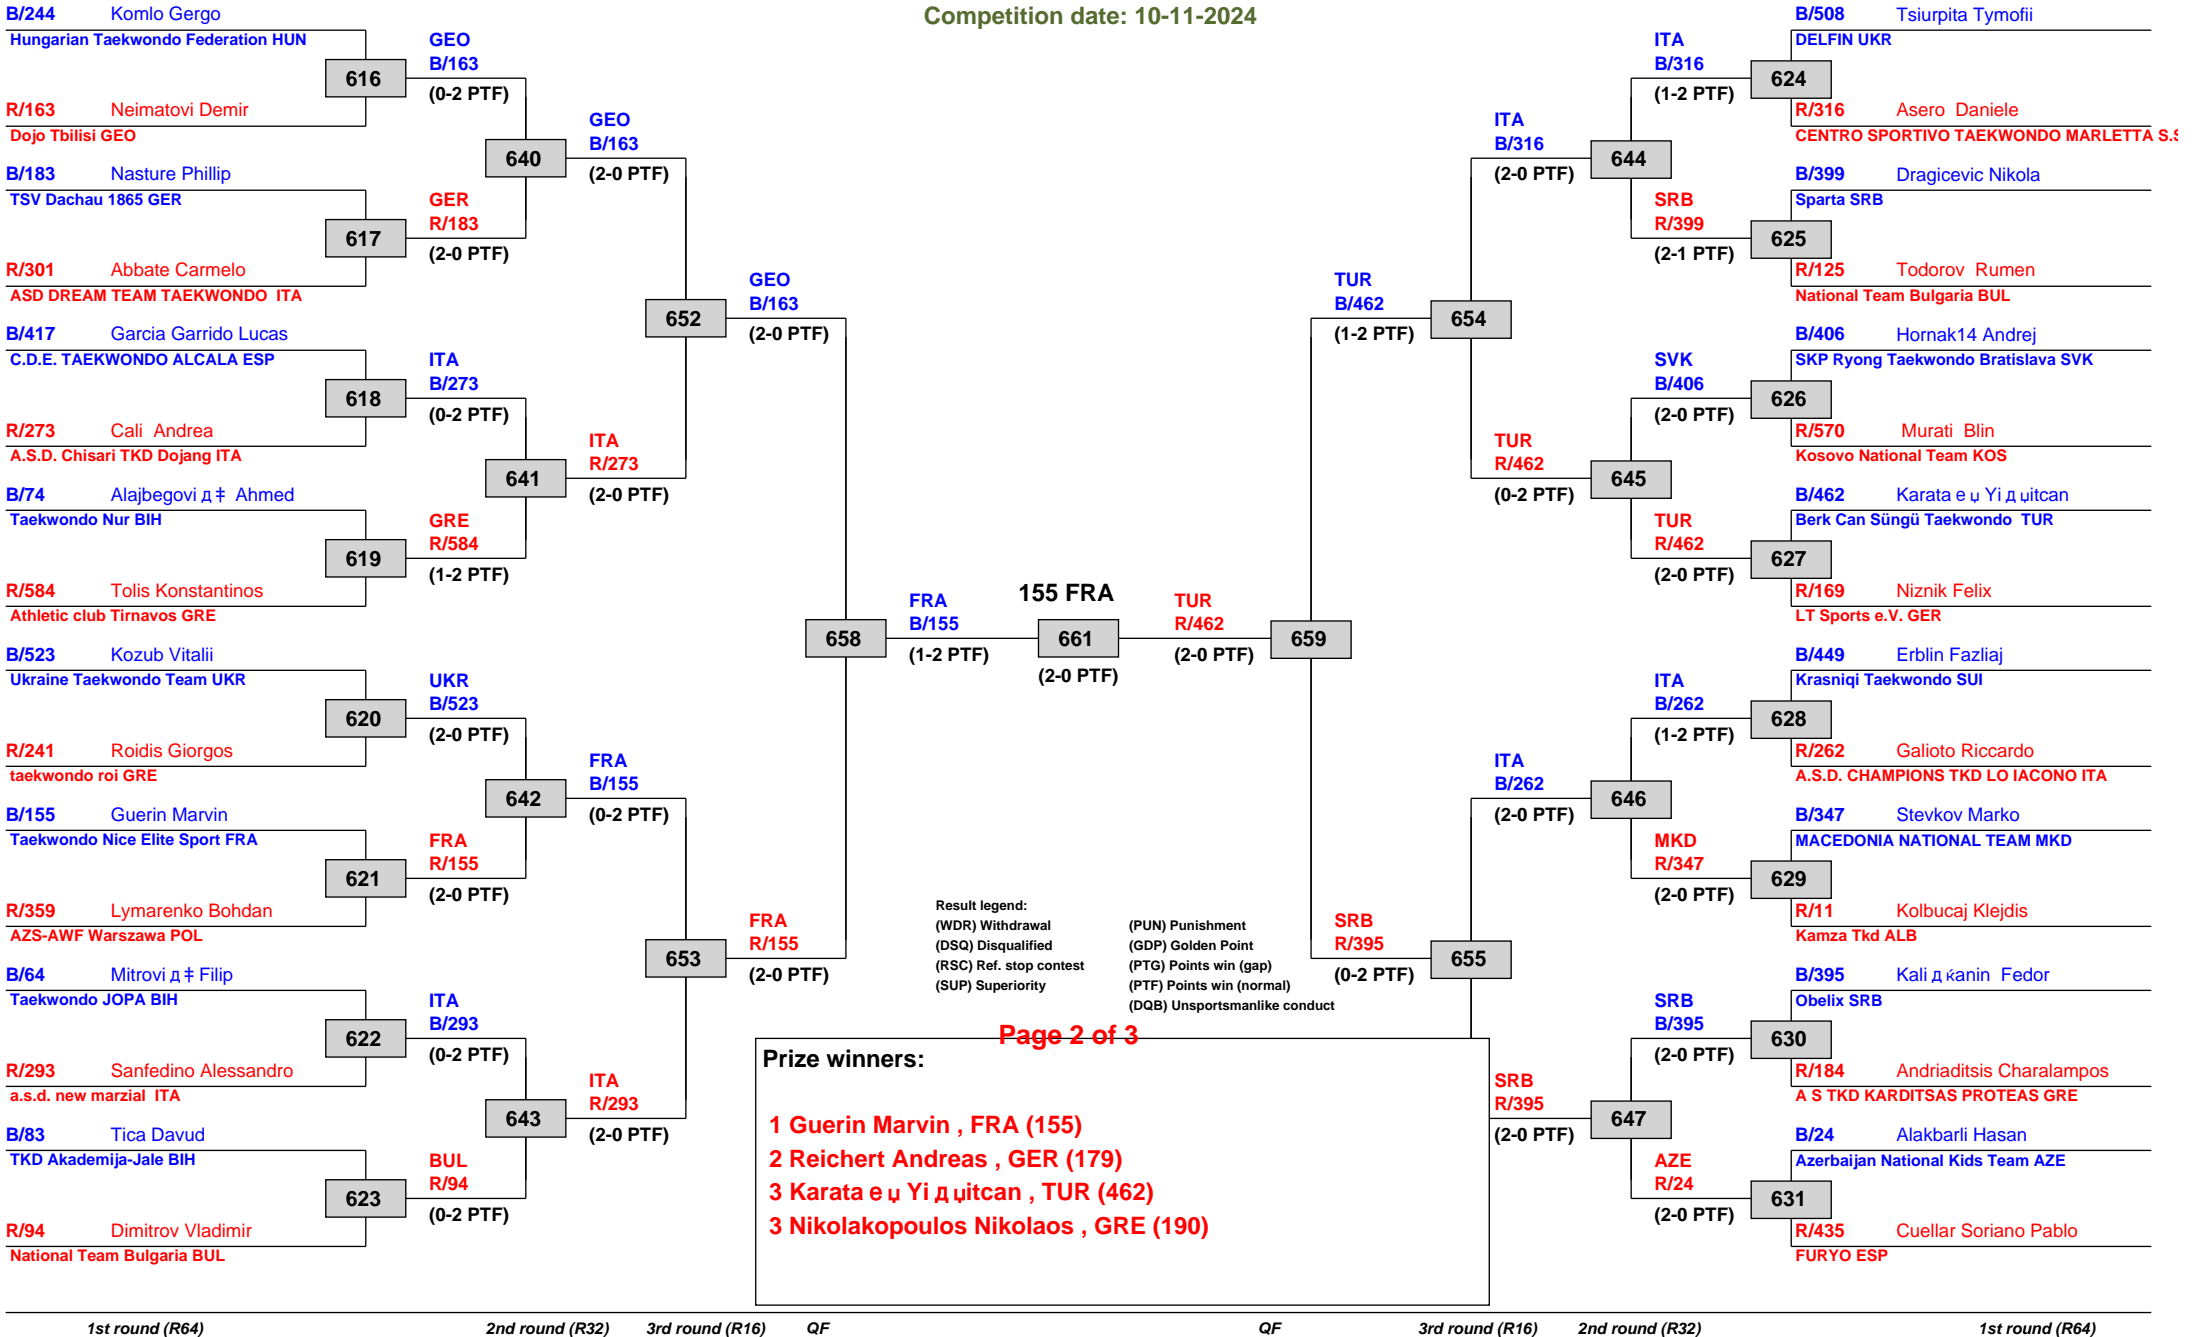 Competition date: 10-11-2024
B/244 Komlo Gergo
Hungarian Taekwondo Federation HUN
616
R/163 Neimatovi Demir
Dojo Tbilisi GEO
B/183 Nasture Phillip
TSV Dachau 1865 GER
617
R/301 Abbate Carmelo
ASD DREAM TEAM TAEKWONDO ITA
B/417 Garcia Garrido Lucas
C.D.E. TAEKWONDO ALCALA ESP
618
R/273 Cali Andrea
A.S.D. Chisari TKD Dojang ITA
B/74 Alajbegovi д ‡ Ahmed
Taekwondo Nur BIH
619
R/584 Tolis Konstantinos
Athletic club Tirnavos GRE
B/523 Kozub Vitalii
Ukraine Taekwondo Team UKR
620
R/241 Roidis Giorgos
taekwondo roi GRE
B/155 Guerin Marvin
Taekwondo Nice Elite Sport FRA
621
R/359 Lymarenko Bohdan
AZS-AWF Warszawa POL
B/64 Mitrovi д ‡ Filip
Taekwondo JOPA BIH
622
R/293 Sanfedino Alessandro
a.s.d. new marzial ITA
B/83 Tica Davud
TKD Akademija-Jale BIH
623
R/94 Dimitrov Vladimir
National Team Bulgaria BUL
GEO
B/163
(0-2 PTF)
640
GER
R/183
(2-0 PTF)
ITA
B/273
(0-2 PTF)
641
GRE
R/584
(1-2 PTF)
UKR
B/523
(2-0 PTF)
642
FRA
R/155
(2-0 PTF)
ITA
B/293
(0-2 PTF)
643
BUL
R/94
(0-2 PTF)
GEO
B/163
(2-0 PTF)
652
ITA
R/273
(2-0 PTF)
FRA
B/155
(0-2 PTF)
653
ITA
R/293
(2-0 PTF)
GEO
B/163
(2-0 PTF)
658
FRA
R/155
(2-0 PTF)
FRA
B/155
(1-2 PTF)
155 FRA
661
(2-0 PTF)
TUR
R/462
(2-0 PTF)
659
TUR
B/462
(1-2 PTF)
654
SRB
R/395
(0-2 PTF)
655
ITA
B/316
(2-0 PTF)
644
TUR
R/462
(0-2 PTF)
645
ITA
B/262
(2-0 PTF)
646
SRB
R/395
(2-0 PTF)
647
ITA
B/316
(1-2 PTF)
SRB
R/399
(2-1 PTF)
SVK
B/406
(2-0 PTF)
TUR
R/462
(2-0 PTF)
ITA
B/262
(1-2 PTF)
MKD
R/347
(2-0 PTF)
SRB
B/395
(2-0 PTF)
AZE
R/24
(2-0 PTF)
B/508 Tsiurpita Tymofii
DELFIN UKR
624
R/316 Asero Daniele
CENTRO SPORTIVO TAEKWONDO MARLETTA S.S
B/399 Dragicevic Nikola
Sparta SRB
625
R/125 Todorov Rumen
National Team Bulgaria BUL
B/406 Hornak14 Andrej
SKP Ryong Taekwondo Bratislava SVK
626
R/570 Murati Blin
Kosovo National Team KOS
B/462 Karata е џ Yi д џitcan
Berk Can Süngü Taekwondo TUR
627
R/169 Niznik Felix
LT Sports e.V. GER
B/449 Erblin Fazliaj
Krasniqi Taekwondo SUI
628
R/262 Galioto Riccardo
A.S.D. CHAMPIONS TKD LO IACONO ITA
B/347 Stevkov Marko
MACEDONIA NATIONAL TEAM MKD
629
R/11 Kolbucaj Klejdis
Kamza Tkd ALB
B/395 Kali д ќanin Fedor
Obelix SRB
630
R/184 Andriaditsis Charalampos
A S TKD KARDITSAS PROTEAS GRE
B/24 Alakbarli Hasan
Azerbaijan National Kids Team AZE
631
R/435 Cuellar Soriano Pablo
FURYO ESP
Result legend:
(WDR) Withdrawal (PUN) Punishment
(DSQ) Disqualified (GDP) Golden Point
(RSC) Ref. stop contest (PTG) Points win (gap)
(SUP) Superiority (PTF) Points win (normal)
(DQB) Unsportsmanlike conduct
Page 2 of 3
Prize winners:
1 Guerin Marvin , FRA (155)
2 Reichert Andreas , GER (179)
3 Karata е џ Yi д џitcan , TUR (462)
3 Nikolakopoulos Nikolaos , GRE (190)
1st round (R64) 2nd round (R32) 3rd round (R16) QF QF 3rd round (R16) 2nd round (R32) 1st round (R64)